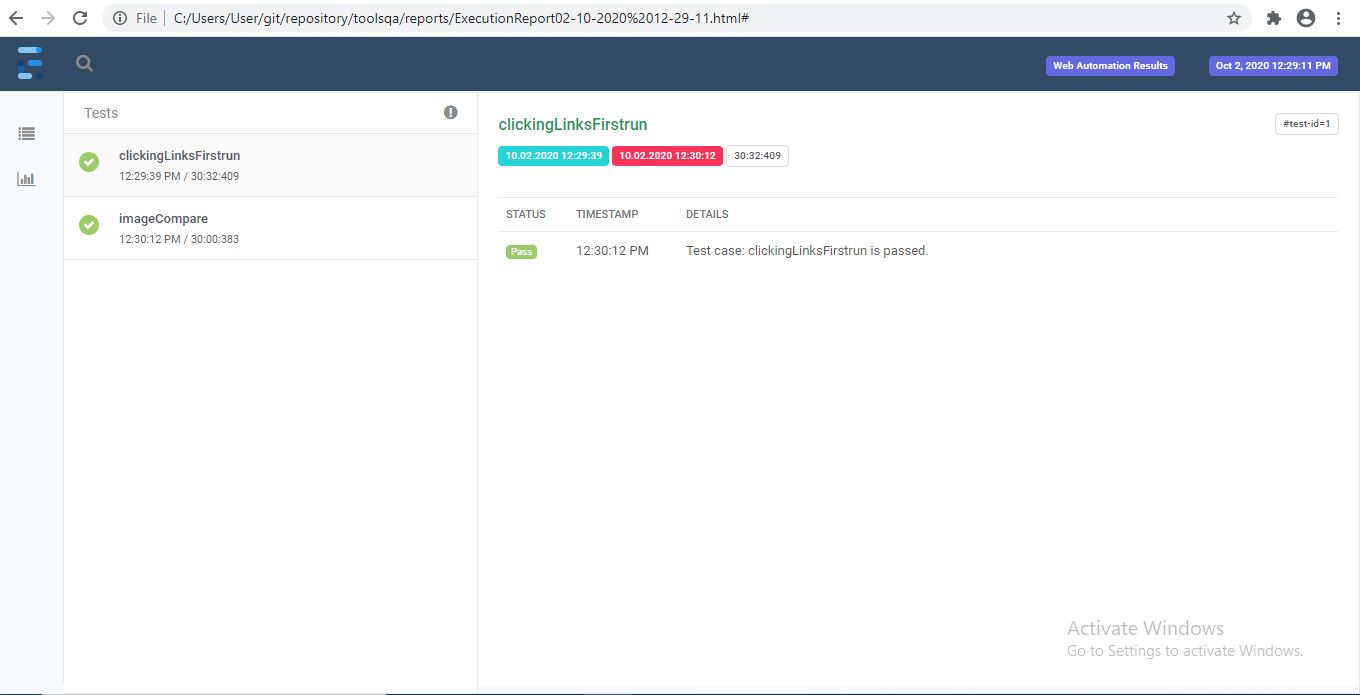 File
C:/Users/User/git/repository/toolsqa/reports/ExecutionReport02-10-2020%2012-29-11.html#
Web Automation Results
Oct 2, 2020 12:29:11 PM
Tests
clickingLinksFirstrun
12:29:39 PM / 30:32:409
imageCompare
12:30:12 PM / 30:00:383
clickingLinksFirstrun
#test-id=1
10.02.2020 12:29:39
10.02.2020 12:30:12
30:32:409
STATUS TIMESTAMP DETAILS
Pass 12:30:12 PM Test case: clickingLinksFirstrun is passed.
Activate Windows
Go to Settings to activate Windows.